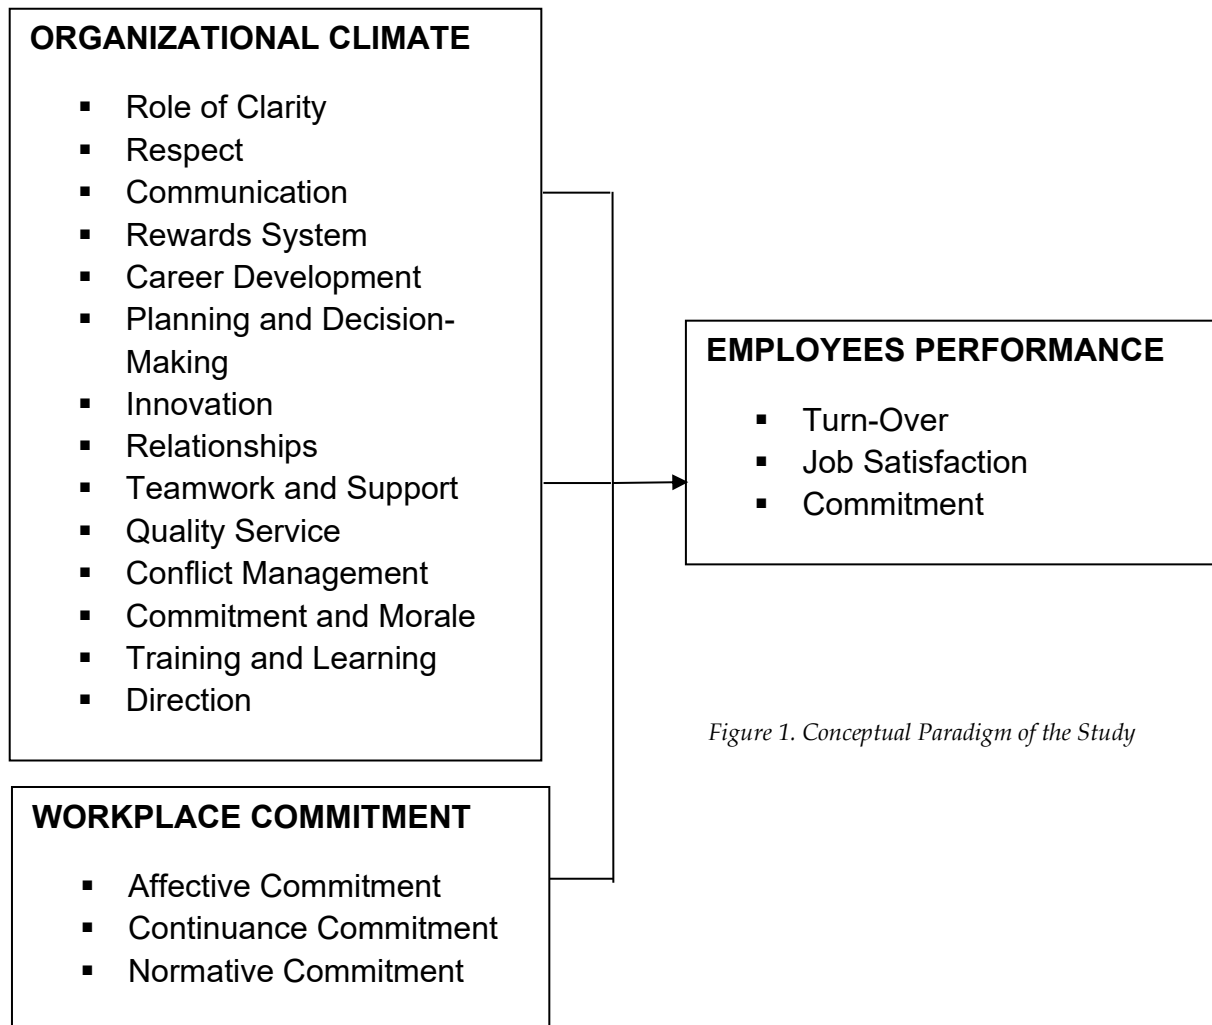 ORGANIZATIONAL CLIMATE
▪ Role of Clarity
▪ Respect
▪ Communication
▪ Rewards System
▪ Career Development
▪ Planning and Decision-
Making
▪ Innovation
▪ Relationships
▪ Teamwork and Support
▪ Quality Service
▪ Conflict Management
▪ Commitment and Morale
▪ Training and Learning
▪ Direction
WORKPLACE COMMITMENT
▪ Affective Commitment
▪ Continuance Commitment
▪ Normative Commitment
EMPLOYEES PERFORMANCE
▪ Turn-Over
▪ Job Satisfaction
▪ Commitment
Figure 1. Conceptual Paradigm of the Study